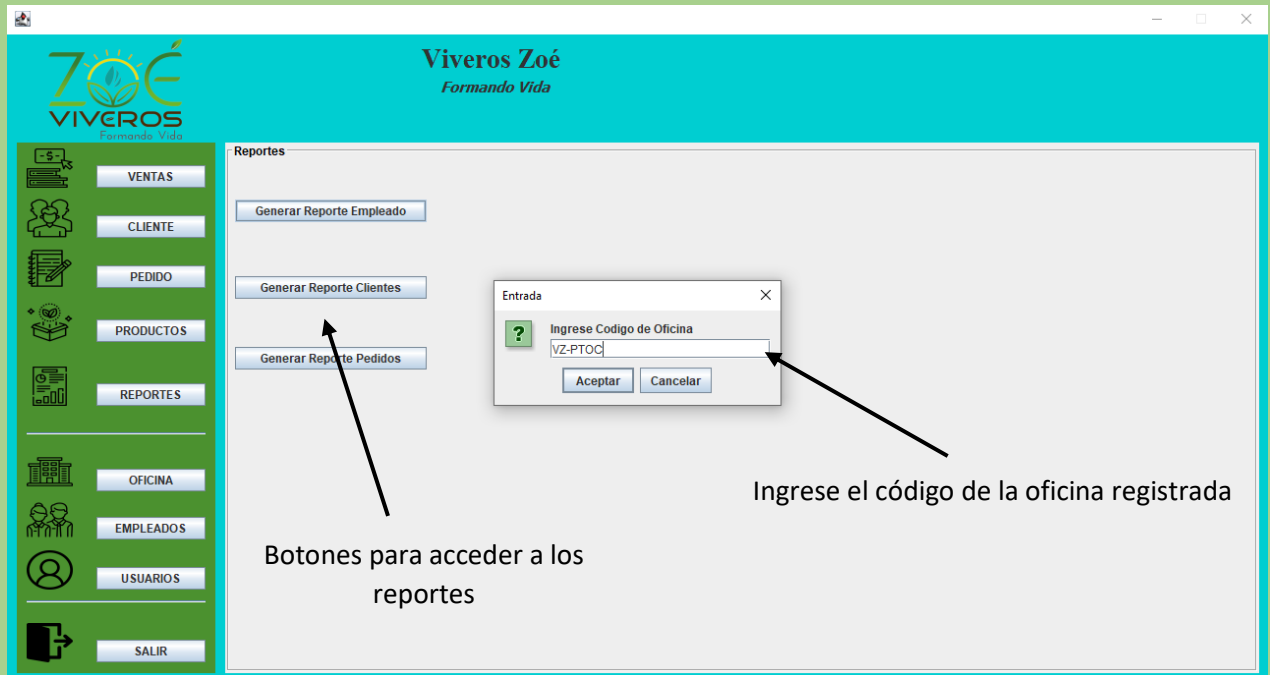 ZOÉ
VIVEROS
Formando Vida
Viveros Zoé
Formando Vida
-$-
VENTAS
CLIENTE
PEDIDO
PRODUCTOS
REPORTES
OFICINA
EMPLEADOS
USUARIOS
SALIR
Reportes
Generar Reporte Empleado
Generar Reporte Clientes
Generar Reporte Pedidos
Entrada
?
Ingrese Codigo de Oficina
VZ-PTOC
Aceptar Cancelar
Ingrese el código de la oficina registrada
Botones para acceder a los
reportes